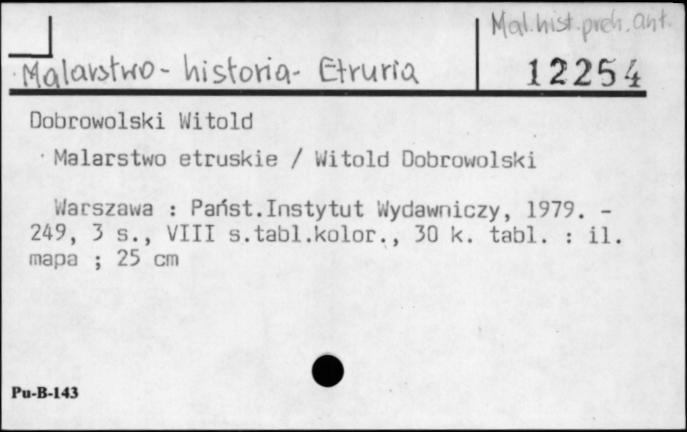 Mal.hist.preh.ant.
Malarstwo - historia - Etruria
12254
Dobrowolski Witold
Malarstwo etruskie / Witold Dobrowolski
Warszawa : Państ.Instytut Wydawniczy, 1979. -
249, 3 s., VIII s.tabl.kolor., 30 k. tabl. : il.
mapa ; 25 cm
Pu-B-143